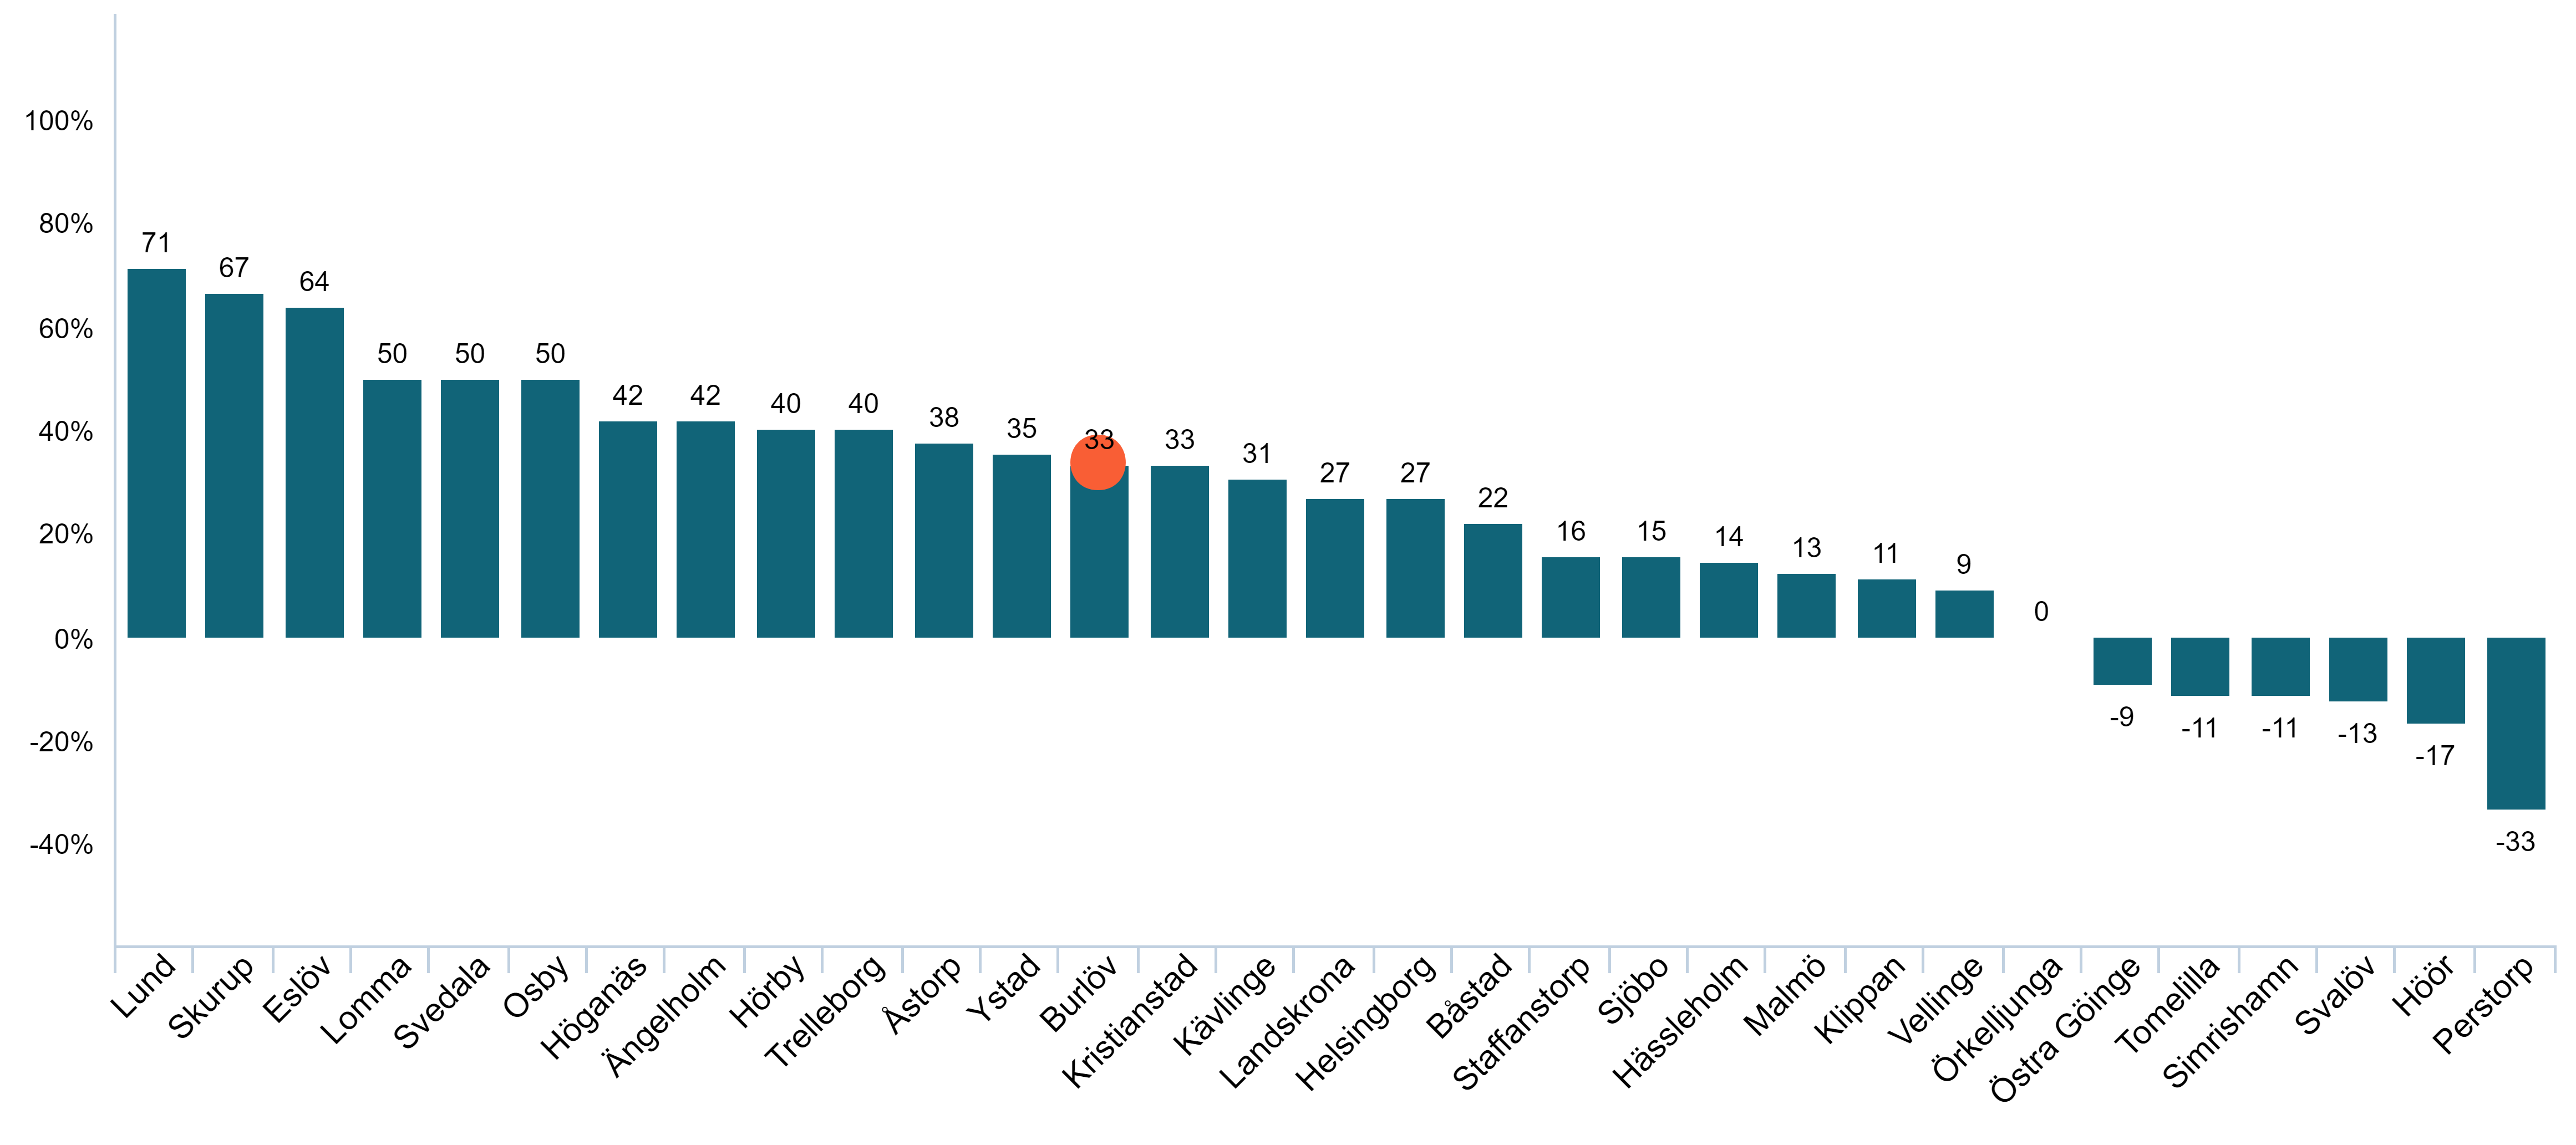 100%
80%
60%
40%
20%
0%
-20%
-40%
71
67
64
50
50
50
42
42
40
40
38
35
33
33
31
27
27
22
16
15
14
13
11
9
0
-9
-11
-11
-13
-17
-33
Lund
Skurup
Eslöv
Lomma
Svedala
Osby
Höganäs
Ängelholm
Hörby
Trelleborg
Åstorp
Ystad
Burlöv
Kristianstad
Kävlinge
Landskrona
Helsingborg
Båstad
Staffanstorp
Sjöbo
Hässleholm
Malmö
Klippan
Vellinge
Örkelljunga
Östra Göinge
Tomelilla
Simrishamn
Svalöv
Höör
Perstorp